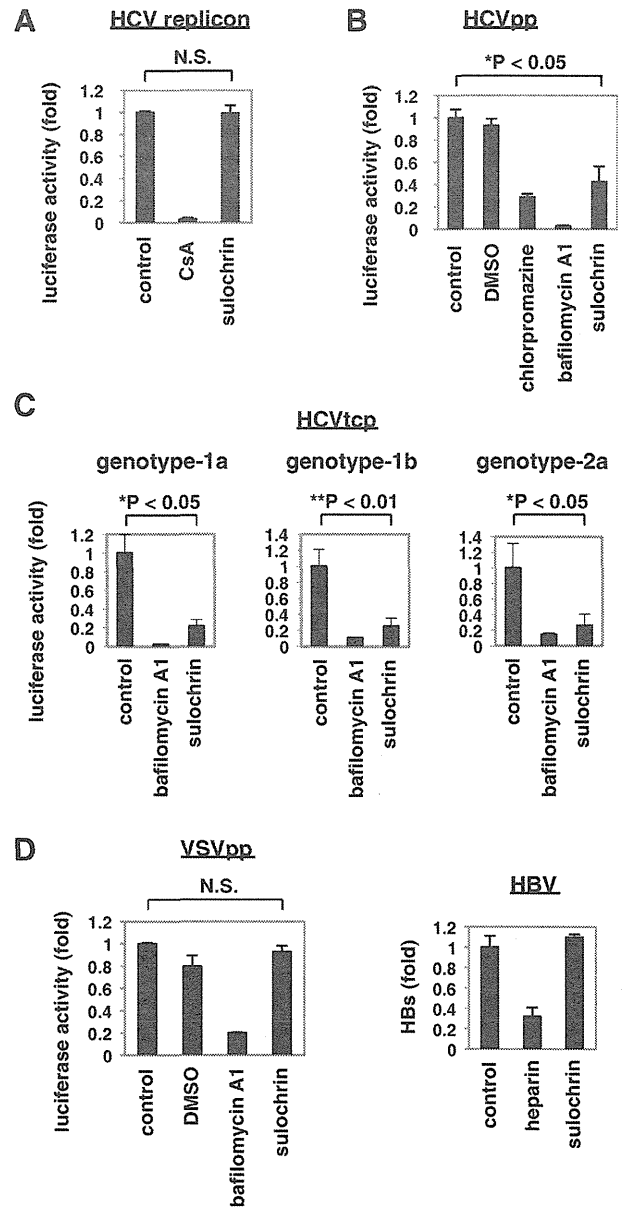 A
HCV replicon
N.S.
luciferase activity (fold)
1.2
1
0.8
0.6
0.4
0.2
0
control
CsA
sulochrin
B
HCVpp
*P < 0.05
luciferase activity (fold)
1.2
1
0.8
0.6
0.4
0.2
0
control
DMSO
chlorpromazine
bafilomycin A1
sulochrin
C
HCVtcp
genotype-1a
*P < 0.05
luciferase activity (fold)
1.2
1
0.8
0.6
0.4
0.2
0
control
bafilomycin A1
sulochrin
genotype-1b
**P < 0.01
1.4
1.2
1
0.8
0.6
0.4
0.2
0
control
bafilomycin A1
sulochrin
genotype-2a
*P < 0.05
1.4
1.2
1
0.8
0.6
0.4
0.2
0
control
bafilomycin A1
sulochrin
D
VSVpp
N.S.
luciferase activity (fold)
1.2
1
0.8
0.6
0.4
0.2
0
control
DMSO
bafilomycin A1
sulochrin
HBV
HBs (fold)
1.2
1
0.8
0.6
0.4
0.2
0
control
heparin
sulochrin